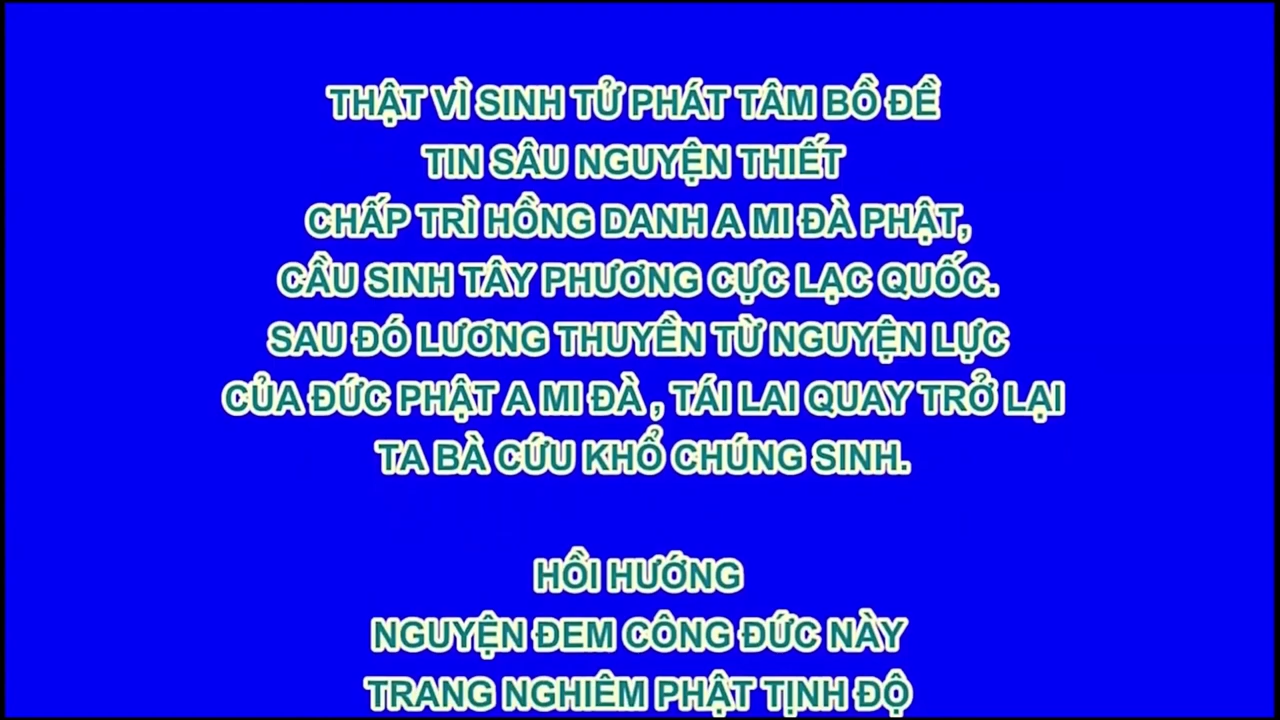 THẬT VÌ SINH TỬ PHÁT TÂM BỒ ĐỀ
TIN SÂU NGUYỆN THIẾT
CHẤP TRÌ HỒNG DANH A MI ĐÀ PHẬT,
CẦU SINH TÂY PHƯƠNG CỰC LẠC QUỐC.
SAU ĐÓ LƯƠNG THUYỀN TỪ NGUYỆN LỰC
CỦA ĐỨC PHẬT A MI ĐÀ , TÁI LAI QUAY TRỞ LẠI
TA BÀ CỨU KHỔ CHÚNG SINH.
HỒI HƯỚNG
NGUYỆN ĐEM CÔNG ĐỨC NÀY
TRANG NGHIÊM PHẬT TỊNH ĐỘ